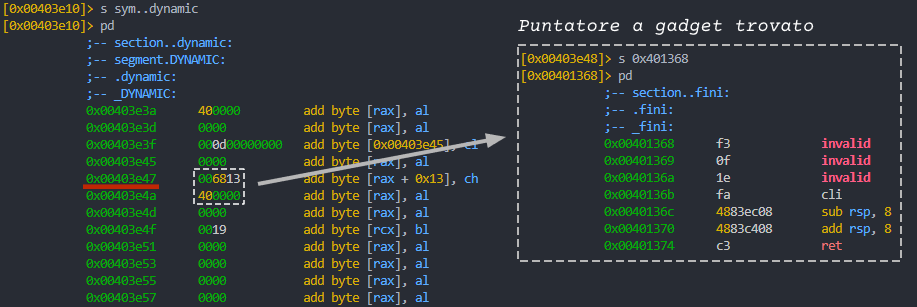 [0x00403e10]> s sym..dynamic
[0x00403e10]> pd
;-- section..dynamic:
;-- segment.DYNAMIC:
;-- .dynamic:
;-- _DYNAMIC:
0x00403e3a 400000 add byte [rax], al
0x00403e3d 0000 add byte [rax], al
0x00403e3f 000d00000000 add byte [0x00403e45], cl
0x00403e45 0000 add byte [rax], al
0x00403e47 006813 add byte [rax + 0x13], ch
0x00403e4a 400000 add byte [rax], al
0x00403e4d 0000 add byte [rax], al
0x00403e4f 0019 add byte [rcx], bl
0x00403e51 0000 add byte [rax], al
0x00403e53 0000 add byte [rax], al
0x00403e55 0000 add byte [rax], al
0x00403e57 0000 add byte [rax], al
Puntatore a gadget trovato
[0x00403e48]> s 0x401368
[0x00401368]> pd
;-- section..fini:
;-- .fini:
;-- _fini:
0x00401368 f3 invalid
0x00401369 0f invalid
0x0040136a 1e invalid
0x0040136b fa cli
0x0040136c 4883ec08 sub rsp, 8
0x00401370 4883c408 add rsp, 8
0x00401374 c3 ret